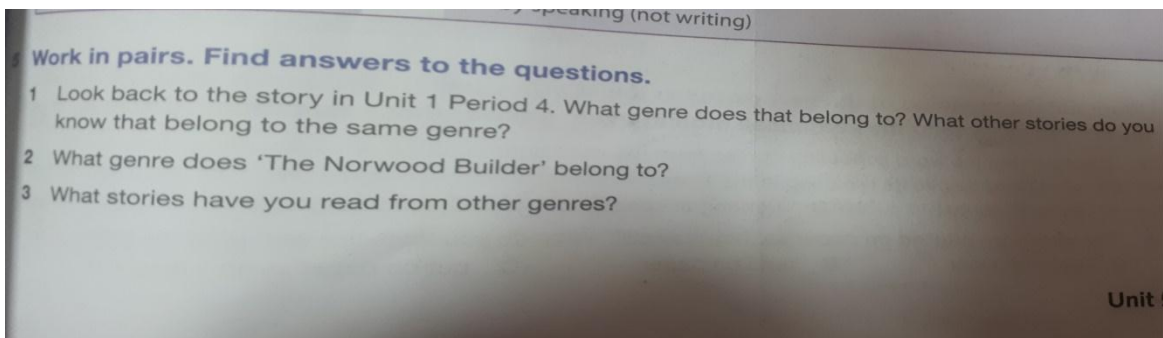 speaking (not writing)
5 Work in pairs. Find answers to the questions.
1 Look back to the story in Unit 1 Period 4. What genre does that belong to? What other stories do you
know that belong to the same genre?
2 What genre does ‘The Norwood Builder’ belong to?
3 What stories have you read from other genres?
Unit